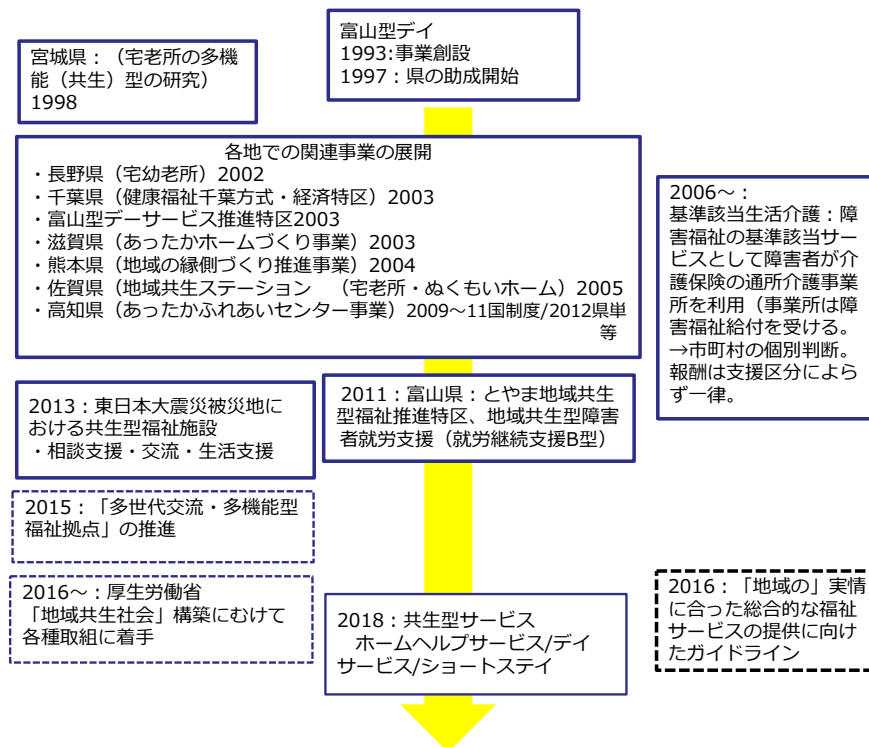 富山型デイ
1993:事業創設
1997：県の助成開始
宮城県：（宅老所の多機
能（共生）型の研究）
1998
各地での関連事業の展開
・長野県（宅幼老所）2002
・千葉県（健康福祉千葉方式・経済特区）2003
・富山型デーサービス推進特区2003
・滋賀県（あったかホームづくり事業）2003
・熊本県（地域の縁側づくり推進事業）2004
・佐賀県（地域共生ステーション　（宅老所・ぬくもいホーム）2005
・高知県（あったかふれあいセンター事業）2009～11国制度/2012県単
等
2006～：
基準該当生活介護：障
害福祉の基準該当サー
ビスとして障害者が介
護保険の通所介護事業
所を利用（事業所は障
害福祉給付を受ける。
→市町村の個別判断。
報酬は支援区分によら
ず一律。
2011：富山県：とやま地域共生
型福祉推進特区、地域共生型障害
者就労支援（就労継続支援B型）
2013：東日本大震災被災地に
おける共生型福祉施設
・相談支援・交流・生活支援
2015：「多世代交流・多機能型
福祉拠点」の推進
2016～：厚生労働省
「地域共生社会」構築にむけて
各種取組に着手
2018：共生型サービス
　ホームヘルプサービス/デイ
サービス/ショートステイ
2016：「地域の」実情
に合った総合的な福祉
サービスの提供に向け
たガイドライン